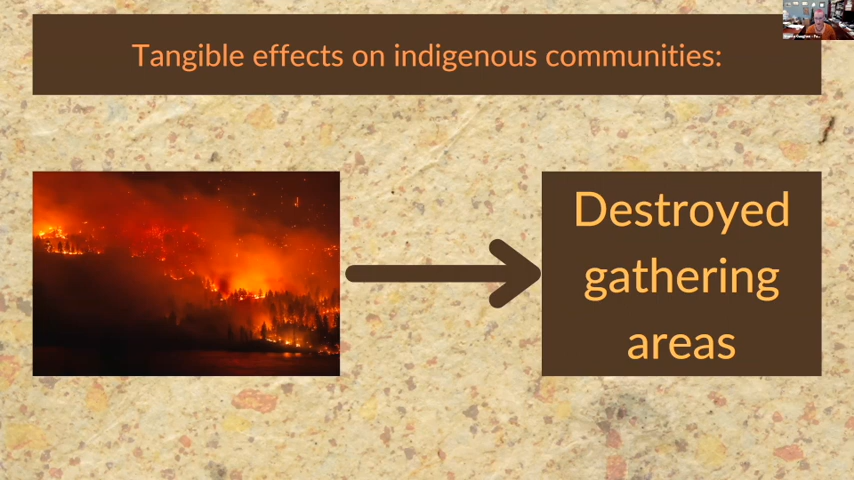 Tangible effects on indigenous communities:
Destroyed
gathering
areas